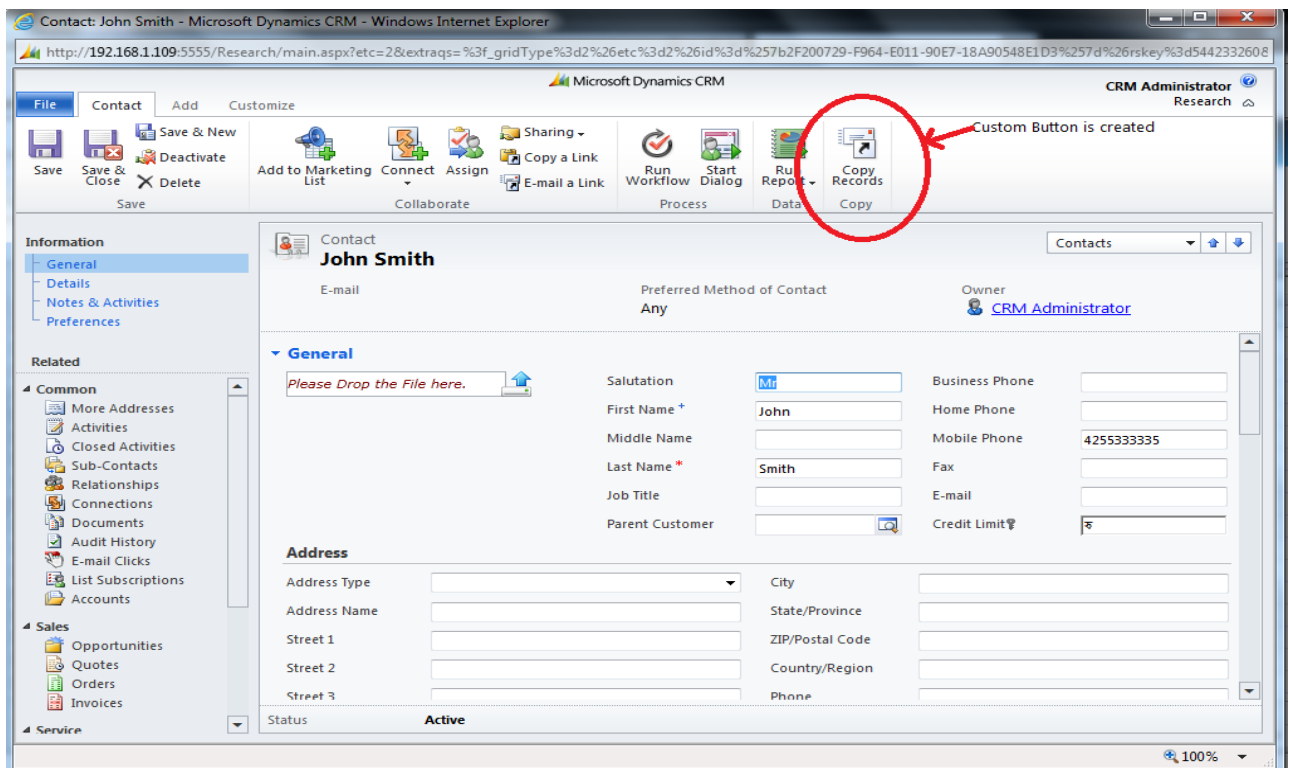 Contact: John Smith - Microsoft Dynamics CRM - Windows Internet Explorer
http://192.168.1.109:5555/Research/main.aspx?etc=2&extraqs=%3f_gridType%3d2%26etc%3d2%26id%3d%257b2F200729-F964-E011-90E7-18A90548E1D3%257d%26rskey%3d5442332608
Microsoft Dynamics CRM
CRM Administrator
Research
File Contact Add Customize
Custom Button is created
Save
Save & Close
Save & New
Deactivate
Delete
Save
Add to Marketing List
Connect
Assign
Sharing
Copy a Link
E-mail a Link
Collaborate
Run Workflow
Start Dialog
Process
Run Report
Data
Copy Records
Copy
Information
General
Details
Notes & Activities
Preferences
Related
Common
More Addresses
Activities
Closed Activities
Sub-Contacts
Relationships
Connections
Documents
Audit History
E-mail Clicks
List Subscriptions
Accounts
Sales
Opportunities
Quotes
Orders
Invoices
Service
Contact
John Smith
Contacts
E-mail
Preferred Method of Contact
Any
Owner
CRM Administrator
General
Please Drop the File here.
Salutation Mr
First Name + John
Middle Name
Last Name * Smith
Job Title
Parent Customer
Business Phone
Home Phone
Mobile Phone 4255333335
Fax
E-mail
Credit Limit रु
Address
Address Type
Address Name
Street 1
Street 2
Street 3
City
State/Province
ZIP/Postal Code
Country/Region
Phone
Status Active
100%